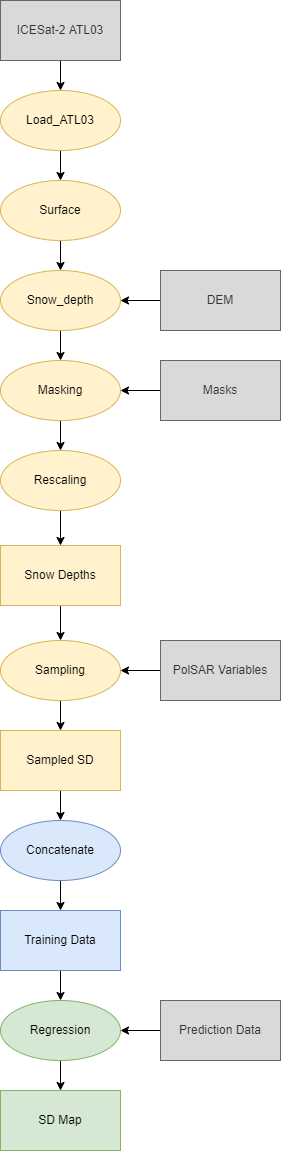 ICESat-2 ATL03
Load_ATL03
Surface
Snow_depth
DEM
Masking
Masks
Rescaling
Snow Depths
Sampling
PolSAR Variables
Sampled SD
Concatenate
Training Data
Regression
Prediction Data
SD Map